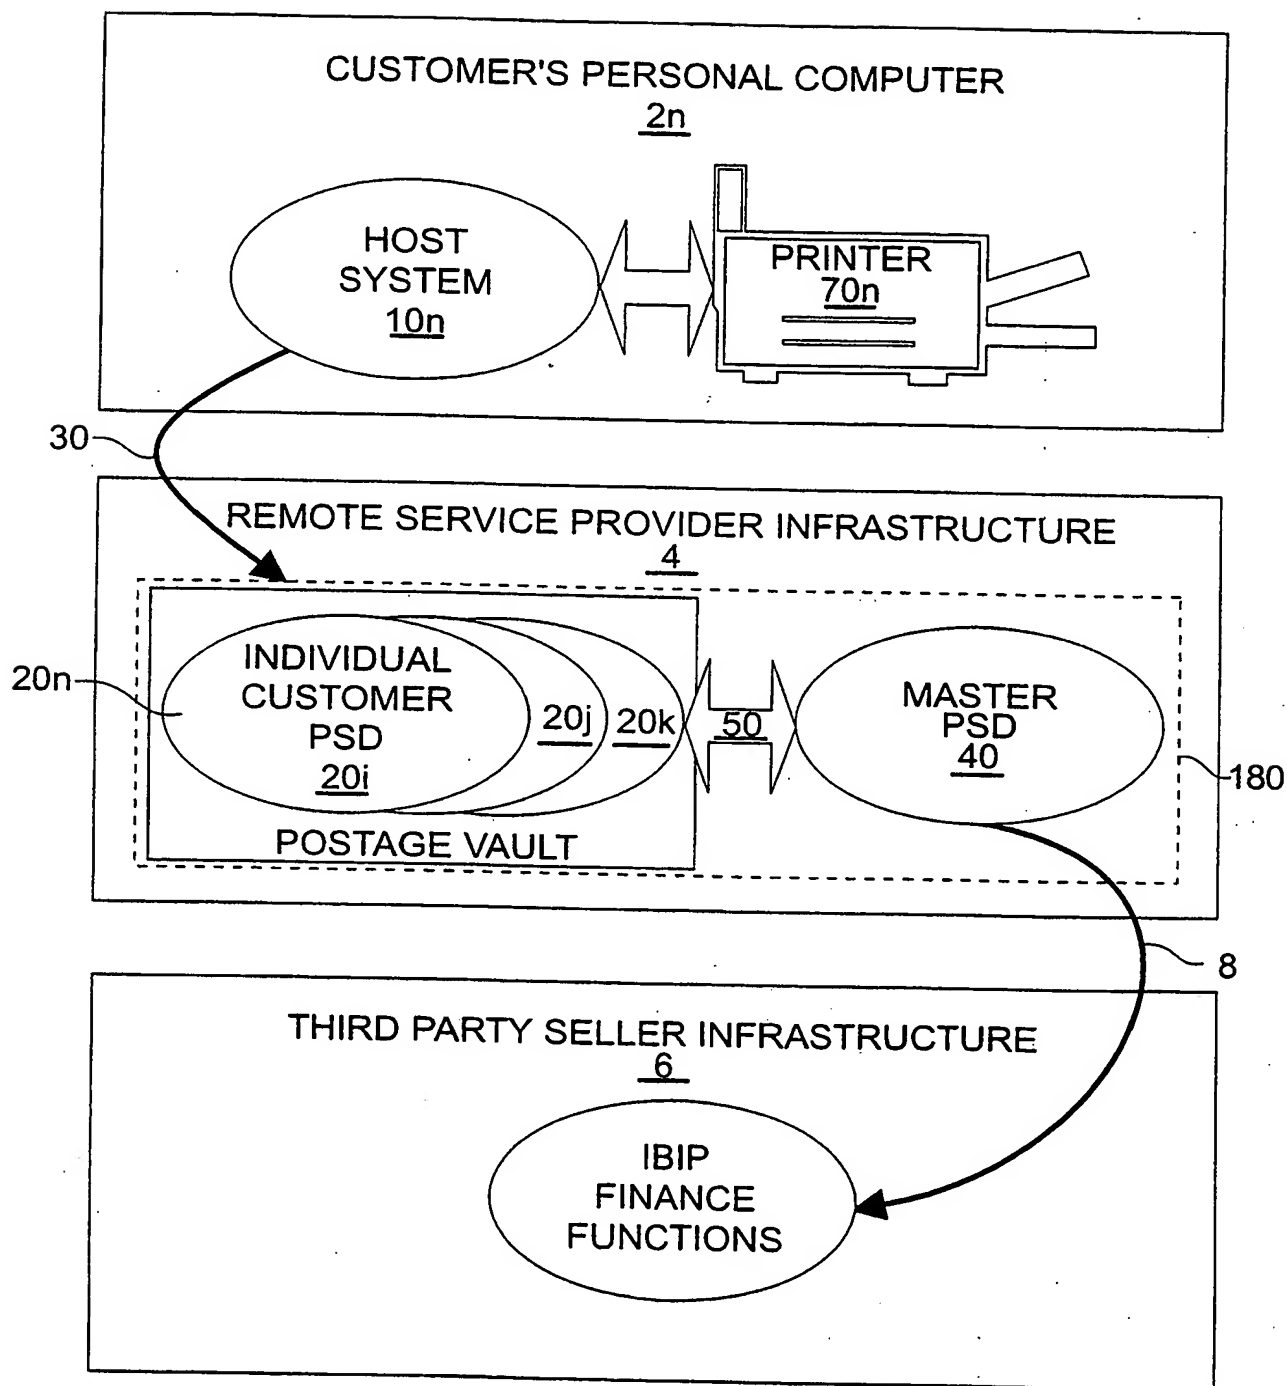 CUSTOMER'S PERSONAL COMPUTER
2n
HOST
SYSTEM
10n
PRINTER
70n
30
REMOTE SERVICE PROVIDER INFRASTRUCTURE
4
20n
INDIVIDUAL
CUSTOMER
PSD
20i
20j
20k
POSTAGE VAULT
50
MASTER
PSD
40
180
8
THIRD PARTY SELLER INFRASTRUCTURE
6
IBIP
FINANCE
FUNCTIONS